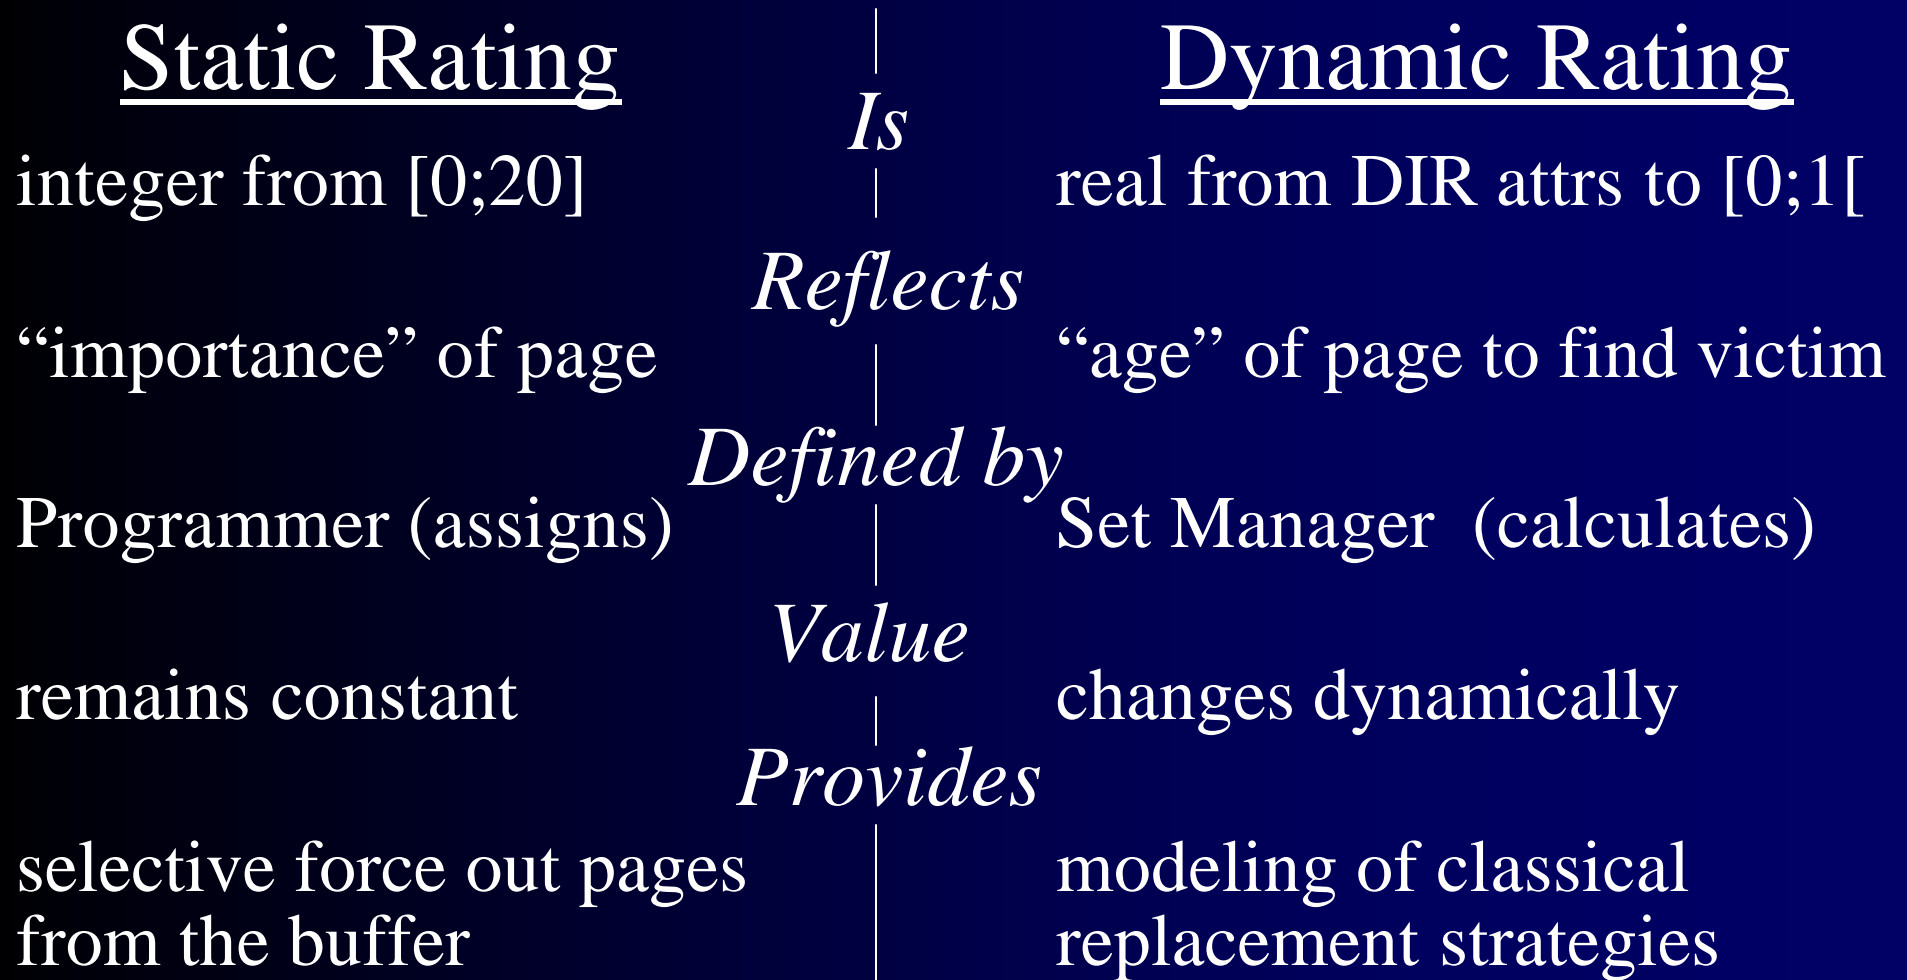 Static Rating
Dynamic Rating
Is
integer from [0;20]
real from DIR attrs to [0;1[
Reflects
“importance” of page
“age” of page to find victim
Defined by
Programmer (assigns)
Set Manager (calculates)
Value
remains constant
changes dynamically
Provides
selective force out pages
from the buffer
modeling of classical
replacement strategies